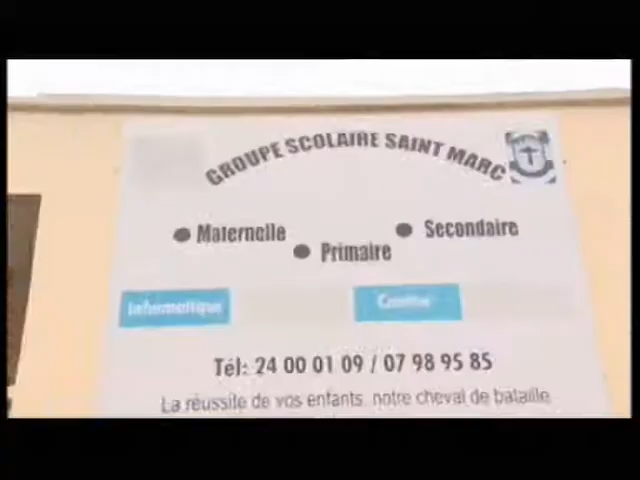 GROUPE SCOLAIRE SAINT MARC
Maternelle
Primaire
Secondaire
Informatique
Cantine
Tél: 24 00 01 09 / 07 98 95 85
La réussite de vos enfants, notre cheval de bataille